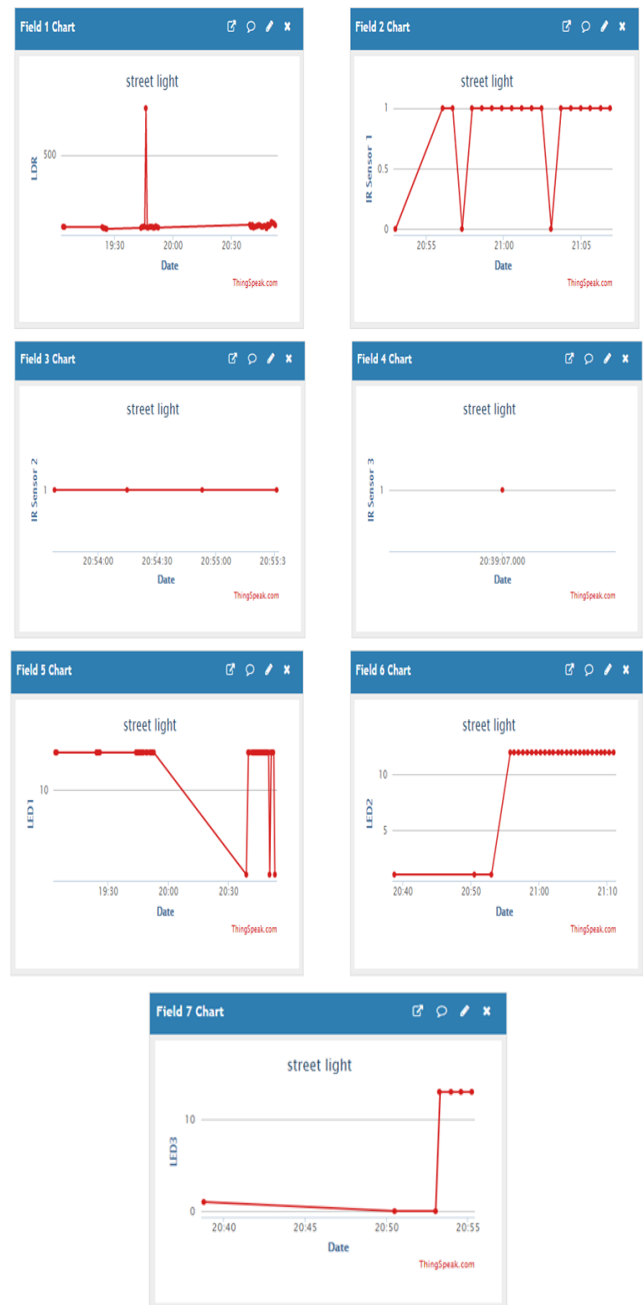 Field 1 Chart
street light
LDR
500
19:30 20:00 20:30
Date
ThingSpeak.com
Field 2 Chart
street light
IR Sensor 1
1
0.5
0
20:55 21:00 21:05
Date
ThingSpeak.com
Field 3 Chart
street light
IR Sensor 2
1
20:54:00 20:54:30 20:55:00 20:55:3
Date
ThingSpeak.com
Field 4 Chart
street light
IR Sensor 3
1
20:39:07.000
Date
ThingSpeak.com
Field 5 Chart
street light
LED1
10
19:30 20:00 20:30
Date
ThingSpeak.com
Field 6 Chart
street light
LED2
10
5
20:40 20:50 21:00 21:10
Date
ThingSpeak.com
Field 7 Chart
street light
LED3
10
0
20:40 20:45 20:50 20:55
Date
ThingSpeak.com